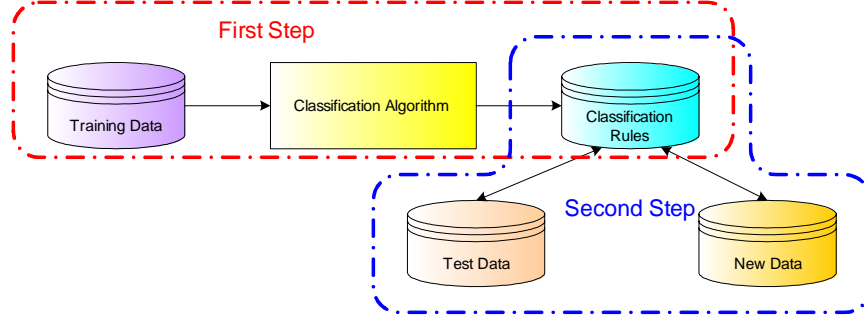 First Step
Training Data
Classification Algorithm
Classification
Rules
Second Step
Test Data
New Data